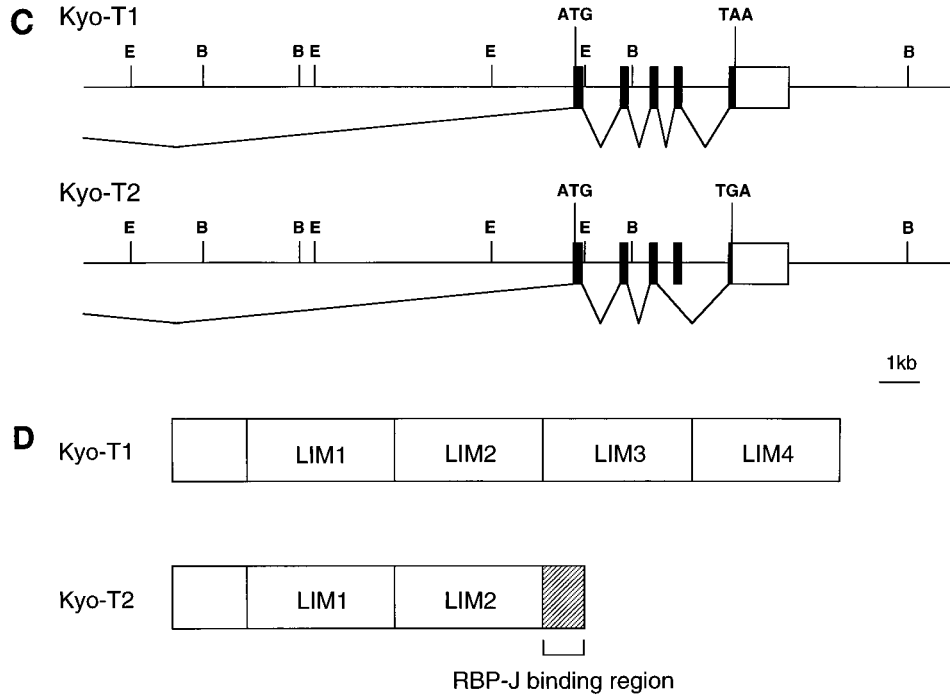 C Kyo-T1
ATG TAA
E B B E E E B B
Kyo-T2
ATG TGA
E B B E E E B B
1kb
D
Kyo-T1 LIM1 LIM2 LIM3 LIM4
Kyo-T2 LIM1 LIM2
RBP-J binding region